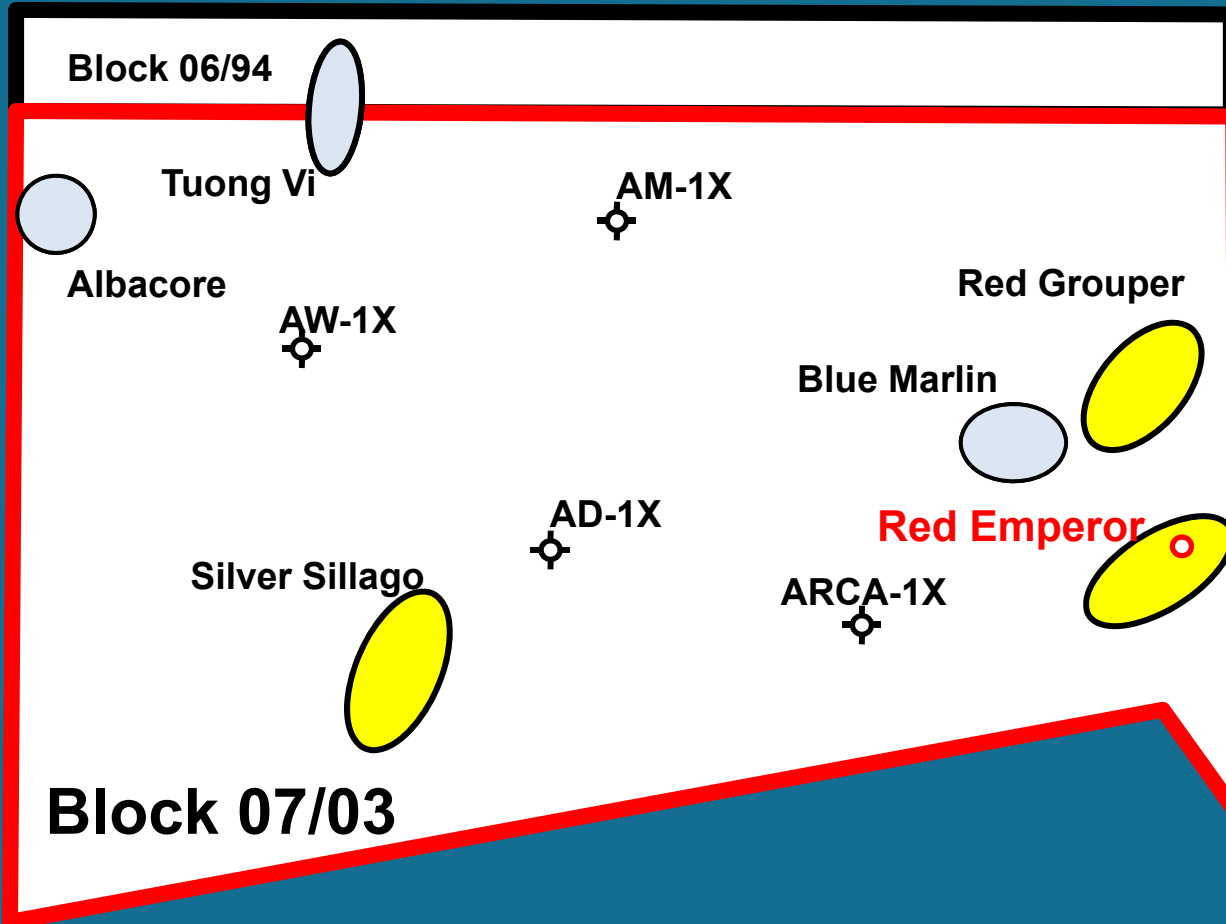 Block 06/94
Tuong Vi
AM-1X
Albacore
Red Grouper
AW-1X
Blue Marlin
AD-1X
Red Emperor
Silver Sillago
ARCA-1X
Block 07/03